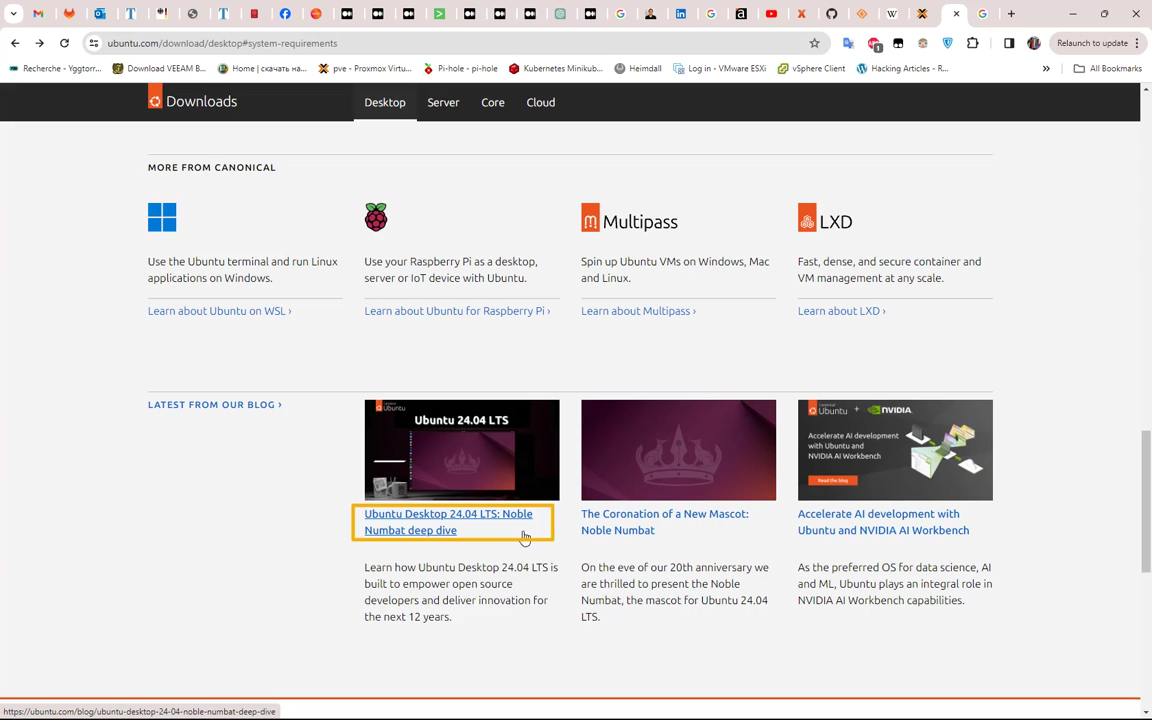 ubuntu.com/download/desktop#system-requirements
1
Relaunch to update
Recherche - Yggtorr...
Download VEEAM B...
Home | скачать на...
pve - Proxmox Virtu...
Pi-hole - pi-hole
Kubernetes Minikub...
Heimdall
Log in - VMware ESXi
vSphere Client
Hacking Articles - R...
»
All Bookmarks
Downloads
Desktop
Server
Core
Cloud
MORE FROM CANONICAL
Multipass
LXD
Use the Ubuntu terminal and run Linux
applications on Windows.
Learn about Ubuntu on WSL ›
Use your Raspberry Pi as a desktop,
server or IoT device with Ubuntu.
Learn about Ubuntu for Raspberry Pi ›
Spin up Ubuntu VMs on Windows, Mac
and Linux.
Learn about Multipass ›
Fast, dense, and secure container and
VM management at any scale.
Learn about LXD ›
LATEST FROM OUR BLOG ›
Canonical
Ubuntu
Ubuntu 24.04 LTS
Ubuntu Desktop 24.04 LTS: Noble
Numbat deep dive
Learn how Ubuntu Desktop 24.04 LTS is
built to empower open source
developers and deliver innovation for
the next 12 years.
The Coronation of a New Mascot:
Noble Numbat
On the eve of our 20th anniversary we
are thrilled to present the Noble
Numbat, the mascot for Ubuntu 24.04
LTS.
Canonical
Ubuntu + NVIDIA
Accelerate AI development
with Ubuntu and
NVIDIA AI Workbench
Read the blog
Accelerate AI development with
Ubuntu and NVIDIA AI Workbench
As the preferred OS for data science, AI
and ML, Ubuntu plays an integral role in
NVIDIA AI Workbench capabilities.
https://ubuntu.com/blog/ubuntu-desktop-24-04-noble-numbat-deep-dive